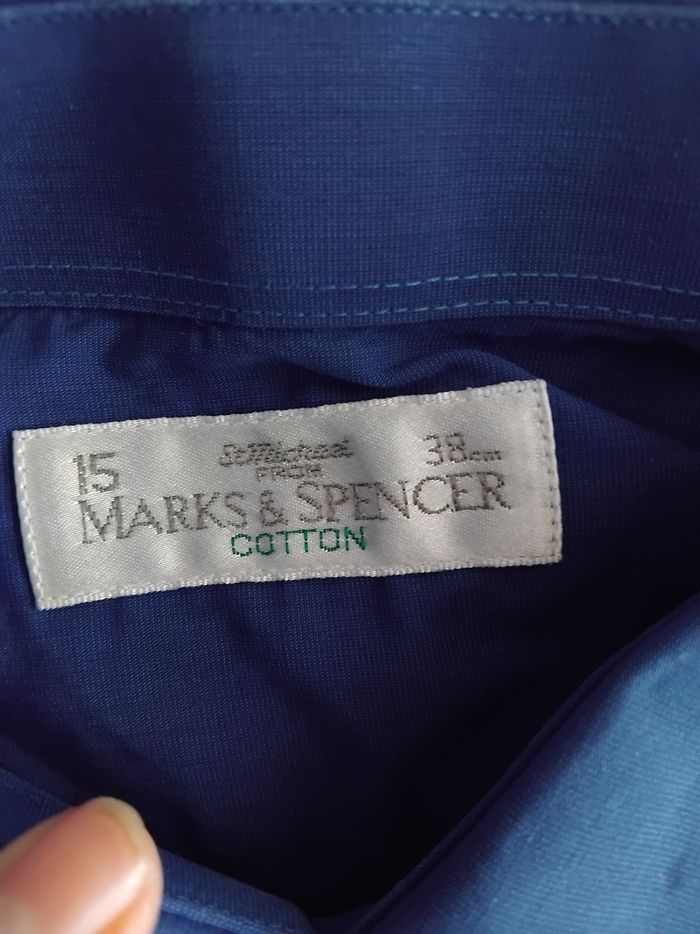 15 St Michael 38cm
FROM
MARKS & SPENCER
COTTON